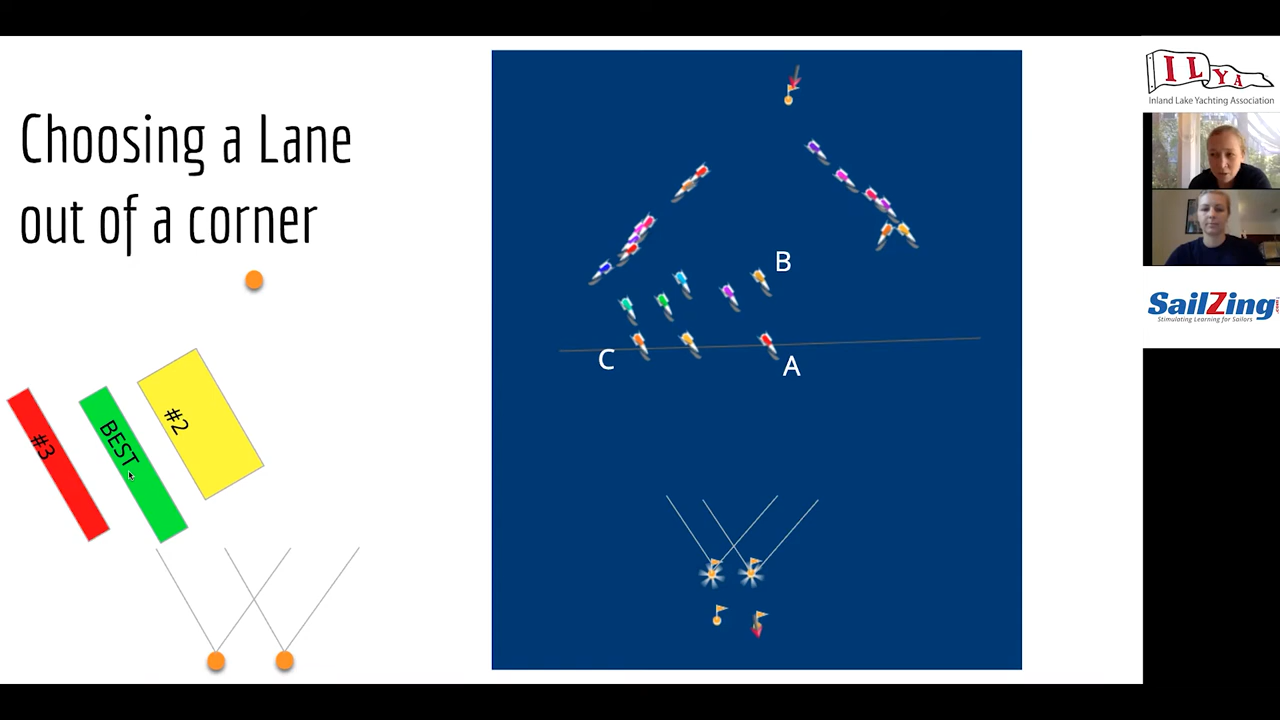 Choosing a Lane
out of a corner
#3
BEST
#2
B
C
A
ILYA
Inland Lake Yachting Association
SailZing
Stimulating Learning for Sailors